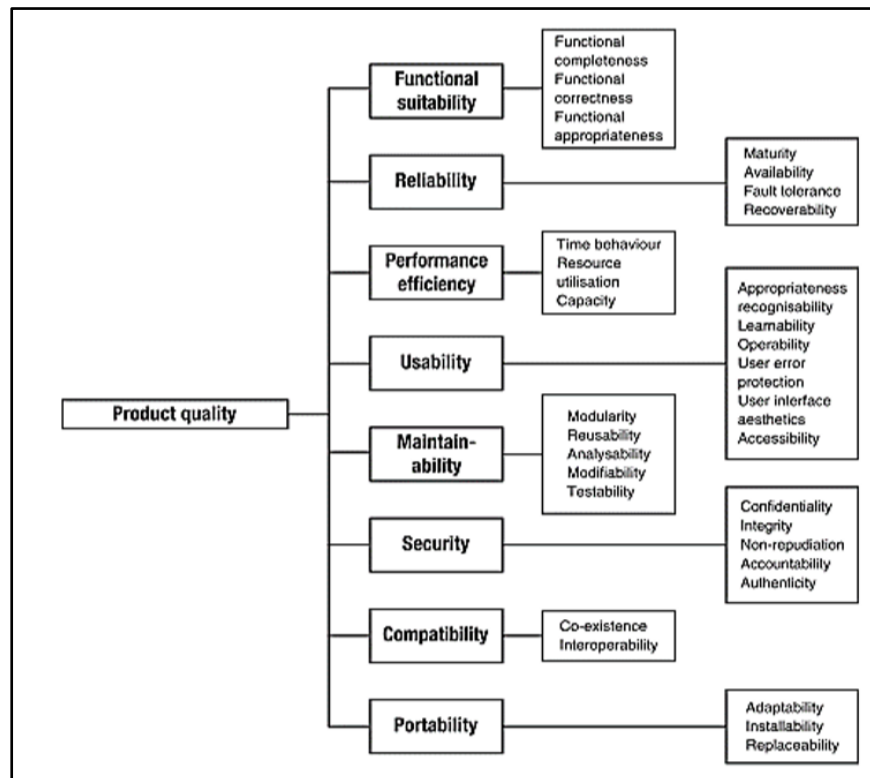 Product quality
Functional
suitability
Functional
completeness
Functional
correctness
Functional
appropriateness
Reliability
Maturity
Availability
Fault tolerance
Recoverability
Performance
efficiency
Time behaviour
Resource
utilisation
Capacity
Usability
Appropriateness
recognisability
Learnability
Operability
User error
protection
User interface
aesthetics
Accessibility
Maintain-
ability
Modularity
Reusability
Analysability
Modifiability
Testability
Security
Confidentiality
Integrity
Non-repudiation
Accountability
Authenticity
Compatibility
Co-existence
Interoperability
Portability
Adaptability
Installability
Replaceability